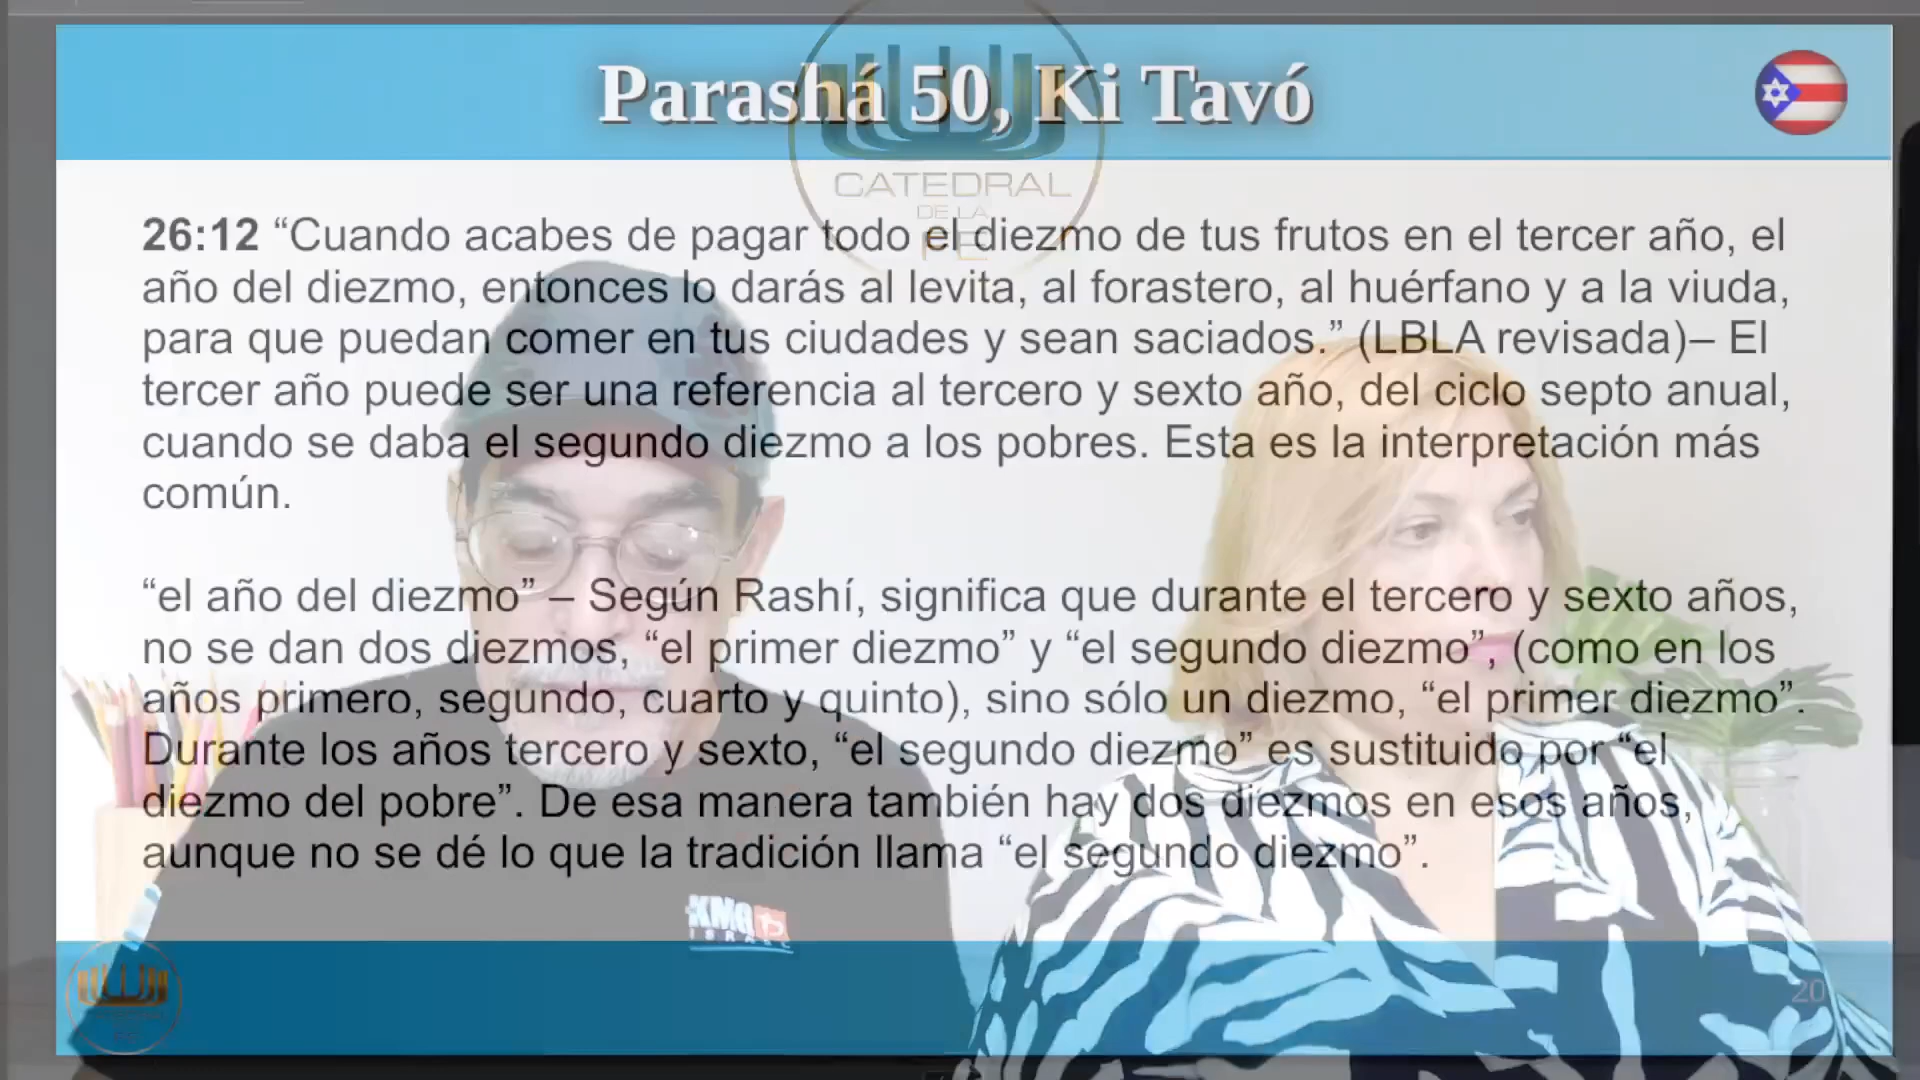 Parashá 50, Ki Tavó
CATEDRAL
DE LA
FE
26:12 “Cuando acabes de pagar todo el diezmo de tus frutos en el tercer año, el
año del diezmo, entonces lo darás al levita, al forastero, al huérfano y a la viuda,
para que puedan comer en tus ciudades y sean saciados.” (LBLA revisada)– El
tercer año puede ser una referencia al tercero y sexto año, del ciclo septo anual,
cuando se daba el segundo diezmo a los pobres. Esta es la interpretación más
común.
“el año del diezmo” – Según Rashí, significa que durante el tercero y sexto años,
no se dan dos diezmos, “el primer diezmo” y “el segundo diezmo”, (como en los
años primero, segundo, cuarto y quinto), sino sólo un diezmo, “el primer diezmo”.
Durante los años tercero y sexto, “el segundo diezmo” es sustituido por “el
diezmo del pobre”. De esa manera también hay dos diezmos en esos años,
aunque no se dé lo que la tradición llama “el segundo diezmo”.
ISRAEL
20